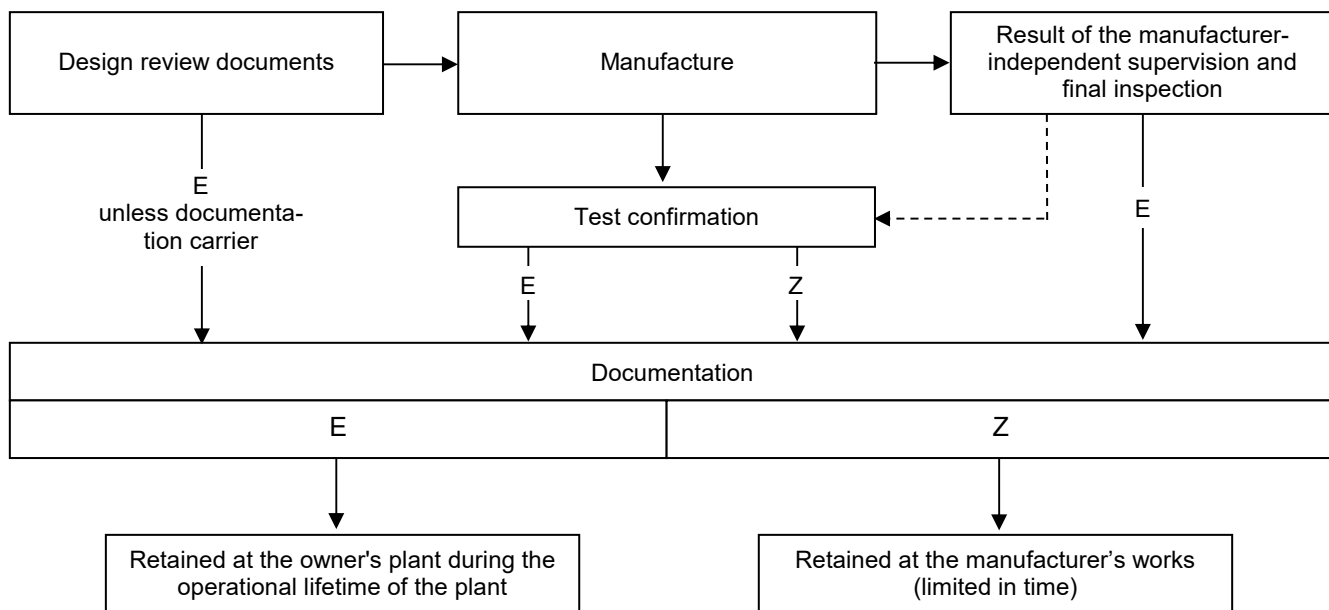 Design review documents
Manufacture
Result of the manufacturer-
independent supervision and
final inspection
E
unless documenta-
tion carrier
Test confirmation
E
E
Z
Documentation
E
Z
Retained at the owner's plant during the
operational lifetime of the plant
Retained at the manufacturer’s works
(limited in time)